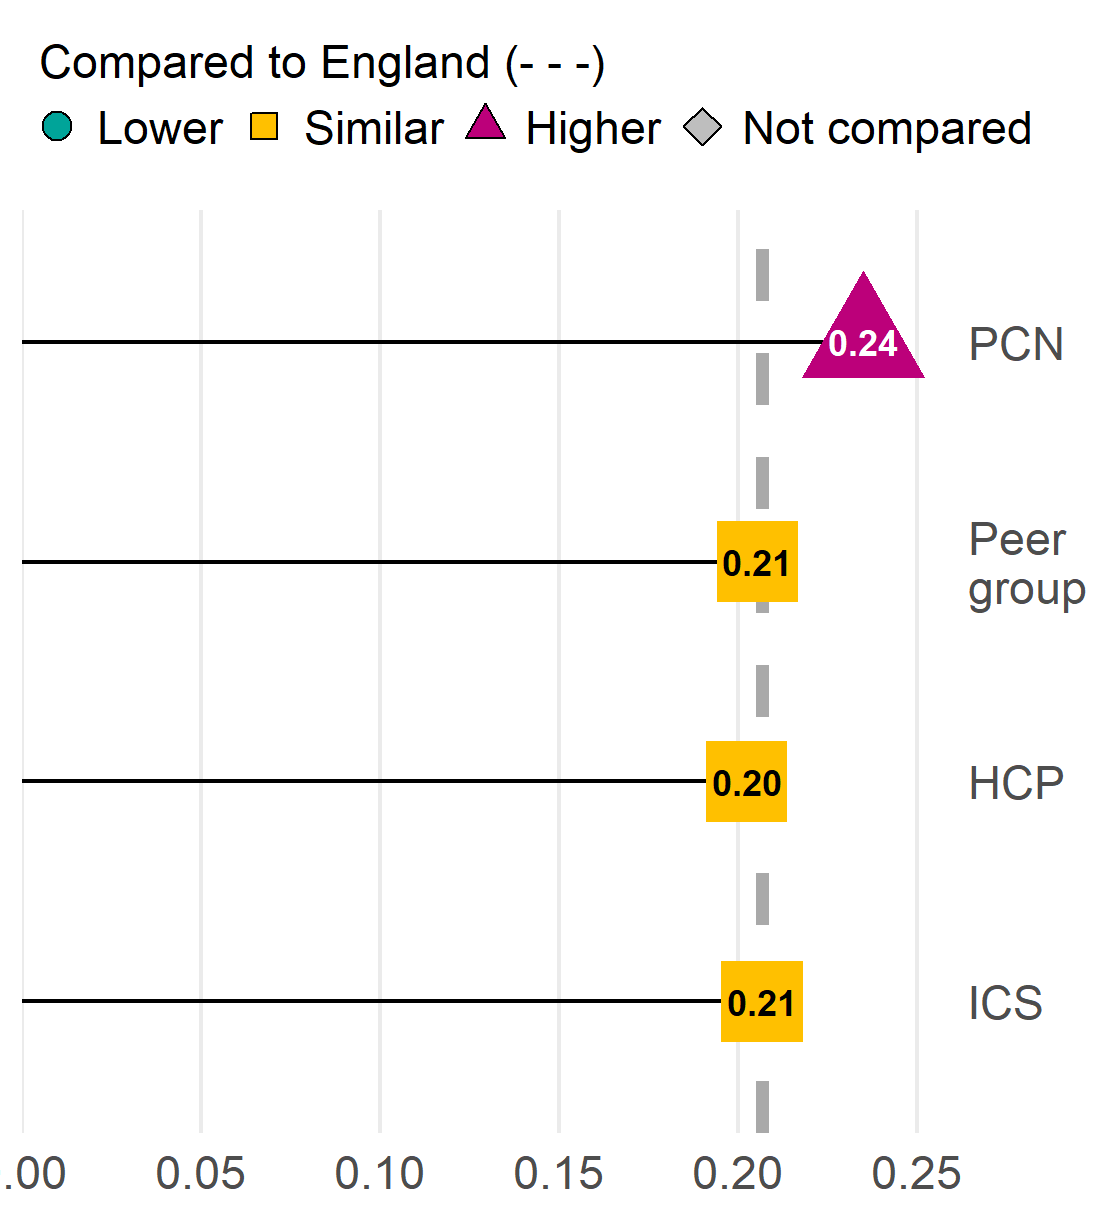 Compared to England (- - -)
Lower Similar Higher Not compared
0.24 PCN
Peer
0.21
group
0.20 HCP
0.21 ICS
.00 0.05 0.10 0.15 0.20 0.25